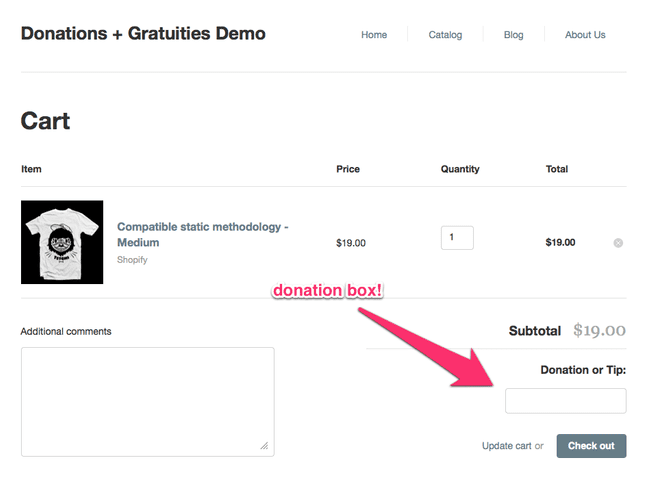 Donations + Gratuities Demo
Home
Catalog
Blog
About Us
Cart
Item
Price
Quantity
Total
Compatible static methodology -
Medium
Shopify
$19.00
1
$19.00
donation box!
Additional comments
Subtotal $19.00
Donation or Tip:
Update cart or
Check out